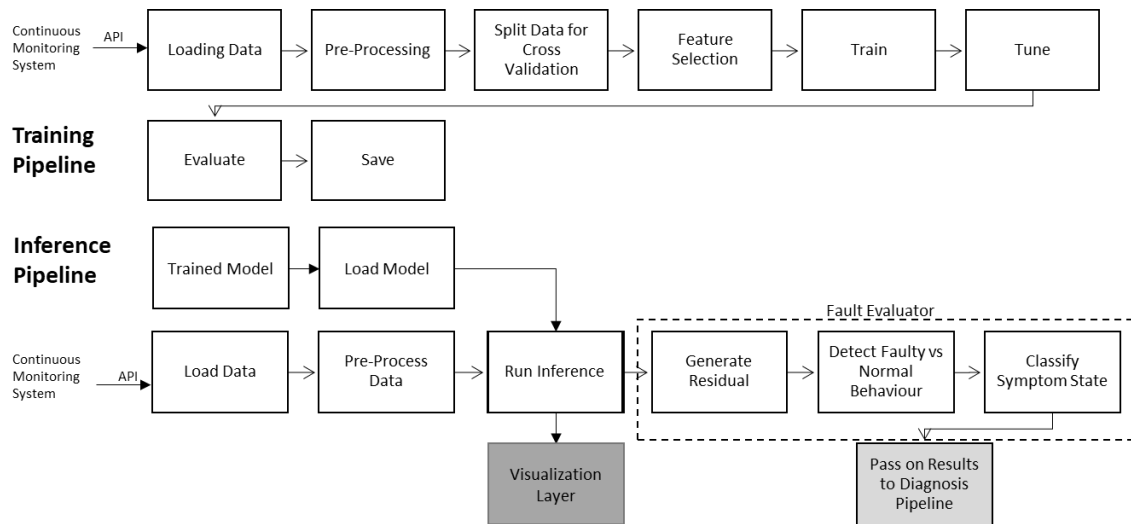 Continuous
Monitoring
System
API
Loading Data
Pre-Processing
Split Data for
Cross
Validation
Feature
Selection
Train
Tune
Training
Pipeline
Evaluate
Save
Inference
Pipeline
Trained Model
Load Model
Fault Evaluator
Continuous
Monitoring
System
API
Load Data
Pre-Process
Data
Run Inference
Generate
Residual
Detect Faulty vs
Normal
Behaviour
Classify
Symptom State
Visualization
Layer
Pass on Results
to Diagnosis
Pipeline